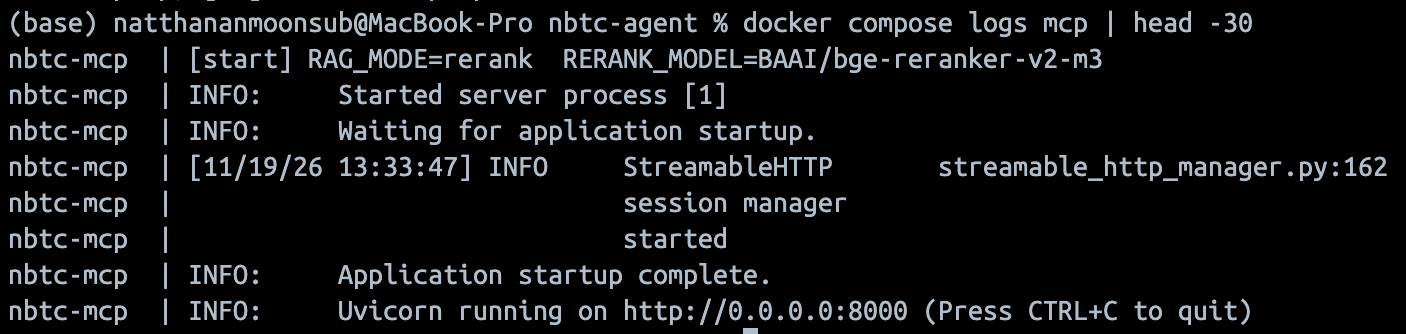 (base) natthananmoonsub@MacBook-Pro nbtc-agent % docker compose logs mcp | head -30
nbtc-mcp  | [start] RAG_MODE=rerank  RERANK_MODEL=BAAI/bge-reranker-v2-m3
nbtc-mcp  | INFO:     Started server process [1]
nbtc-mcp  | INFO:     Waiting for application startup.
nbtc-mcp  | [11/19/26 13:33:47] INFO     StreamableHTTP       streamable_http_manager.py:162
nbtc-mcp  |                              session manager
nbtc-mcp  |                              started
nbtc-mcp  | INFO:     Application startup complete.
nbtc-mcp  | INFO:     Uvicorn running on http://0.0.0.0:8000 (Press CTRL+C to quit)